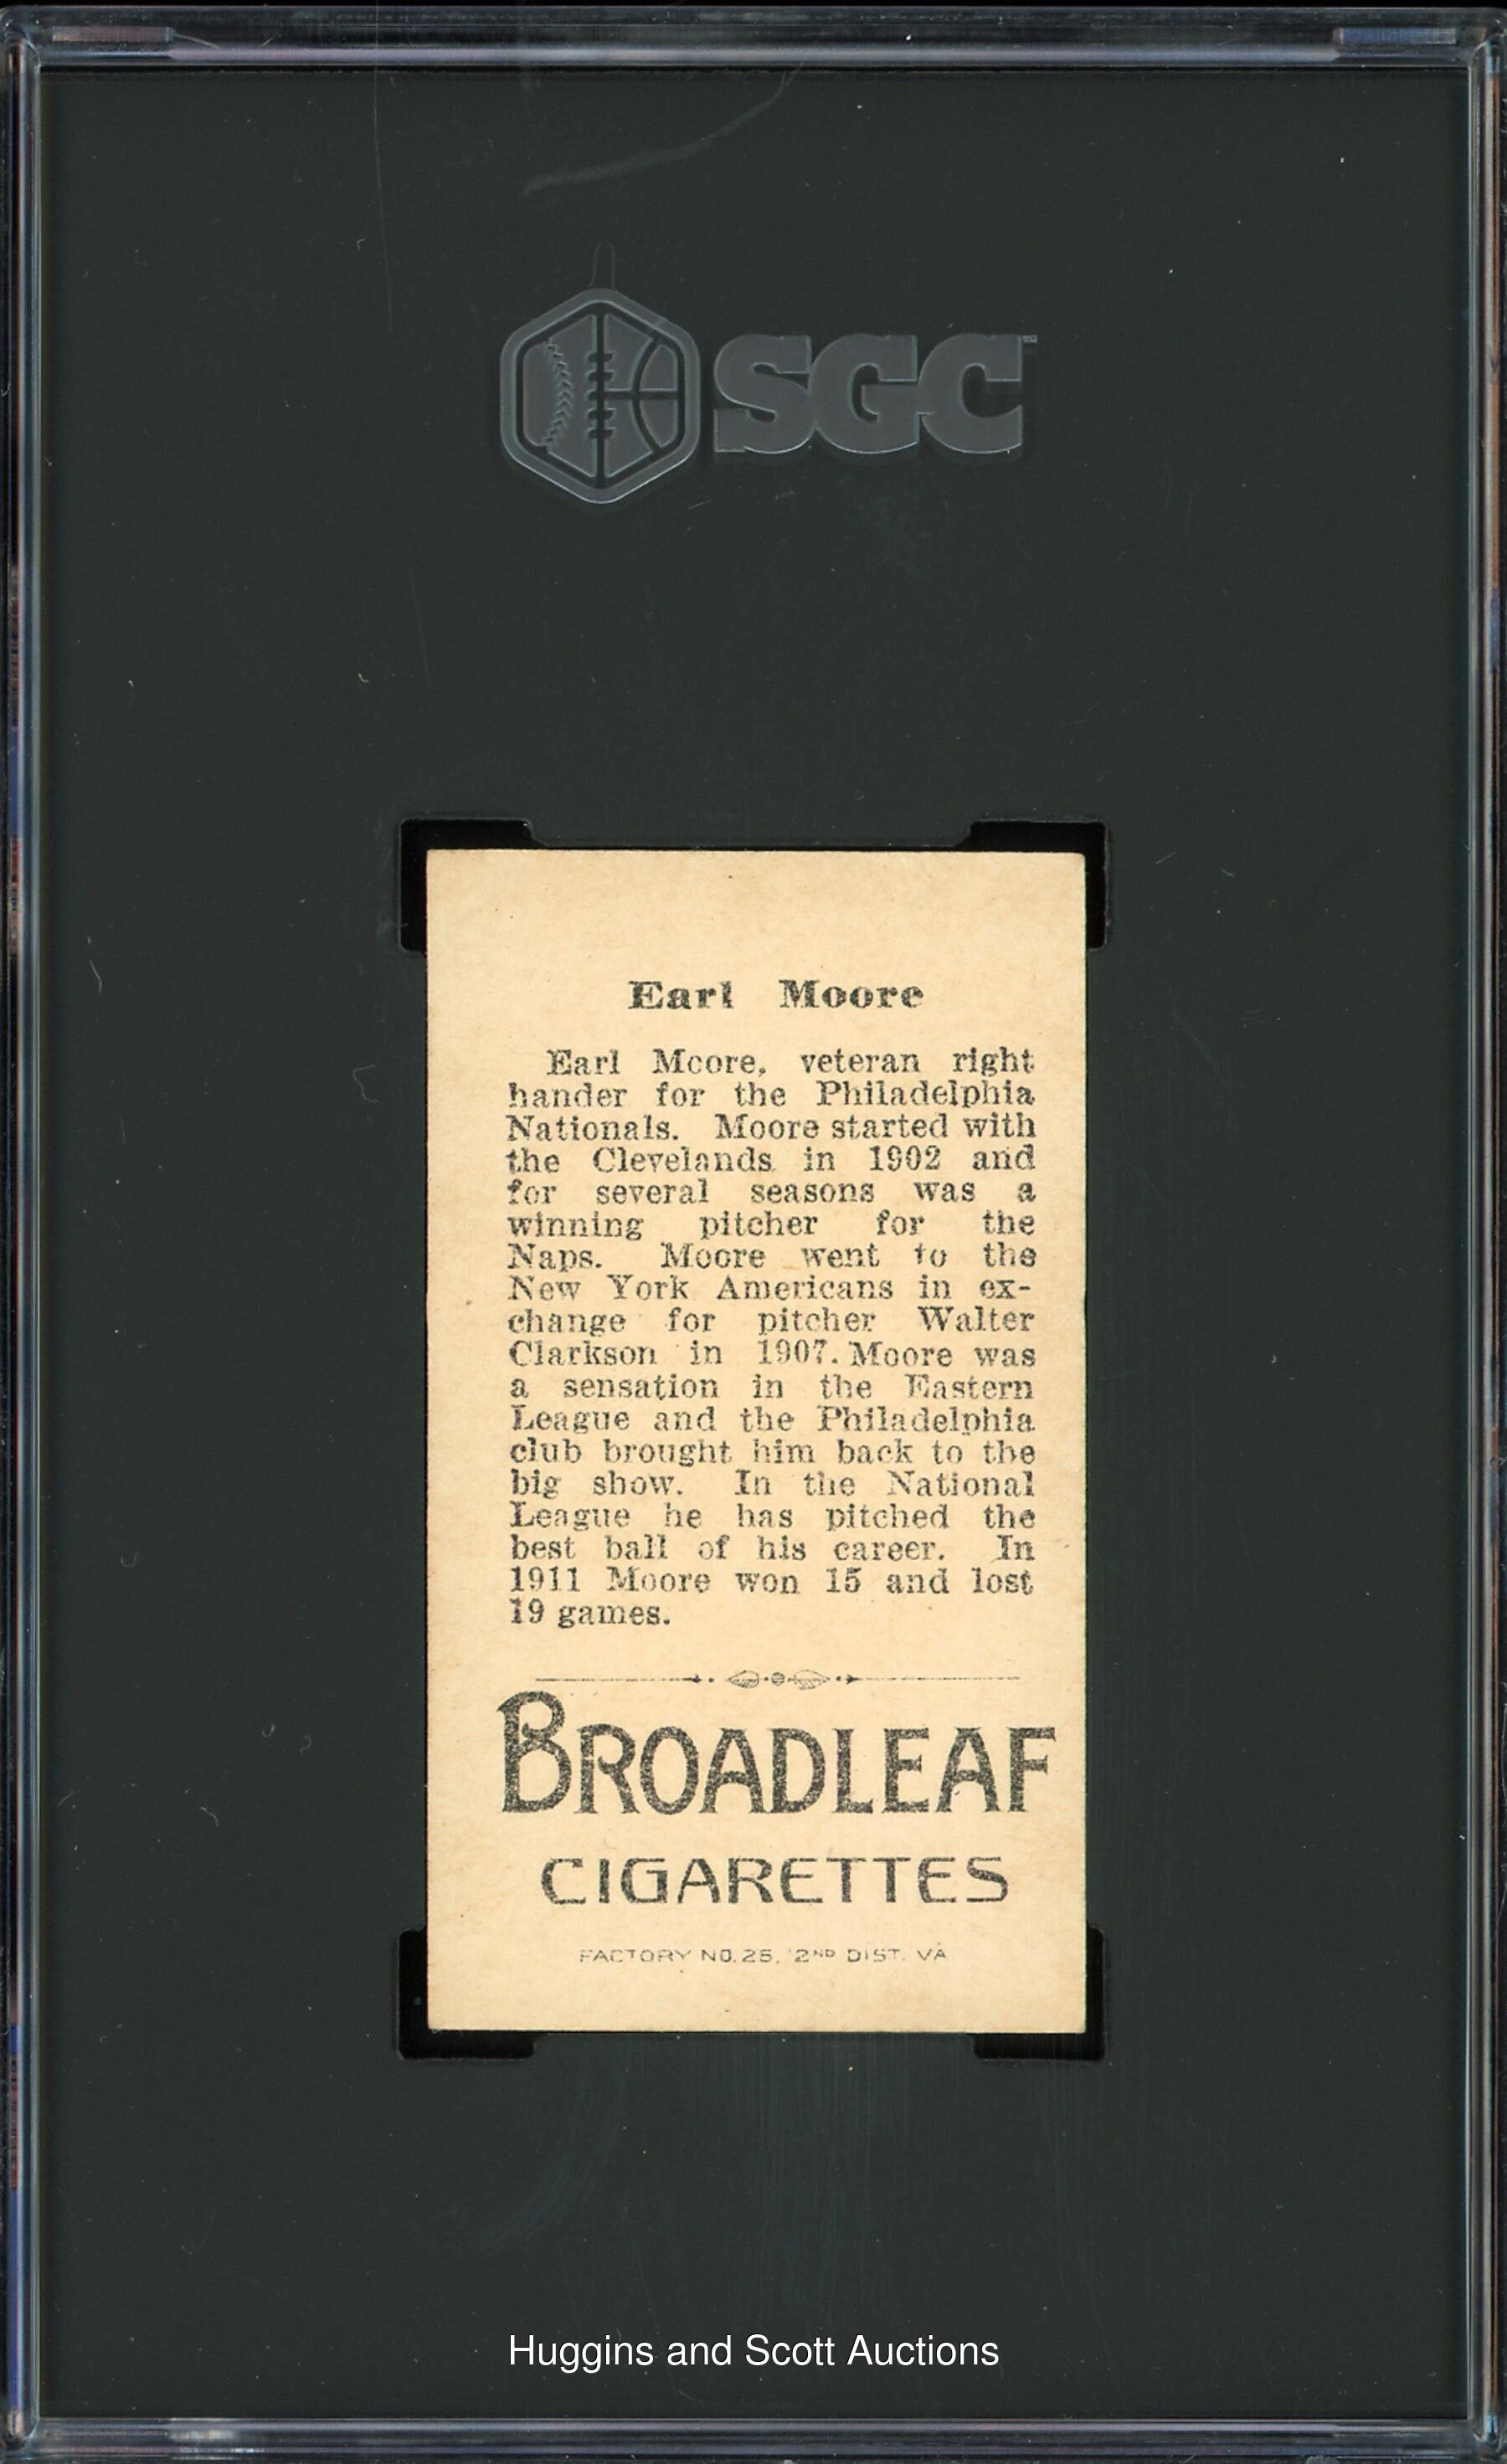 SGC™
Earl Moore
Earl Moore, veteran right
hander for the Philadelphia
Nationals. Moore started with
the Clevelands in 1902 and
for several seasons was a
winning pitcher for the
Naps. Moore went to the
New York Americans in ex-
change for pitcher Walter
Clarkson in 1907. Moore was
a sensation in the Eastern
League and the Philadelphia
club brought him back to the
big show. In the National
League he has pitched the
best ball of his career. In
1911 Moore won 15 and lost
19 games.
BROADLEAF
CIGARETTES
FACTORY NO. 25, 2ND DIST. VA
Huggins and Scott Auctions